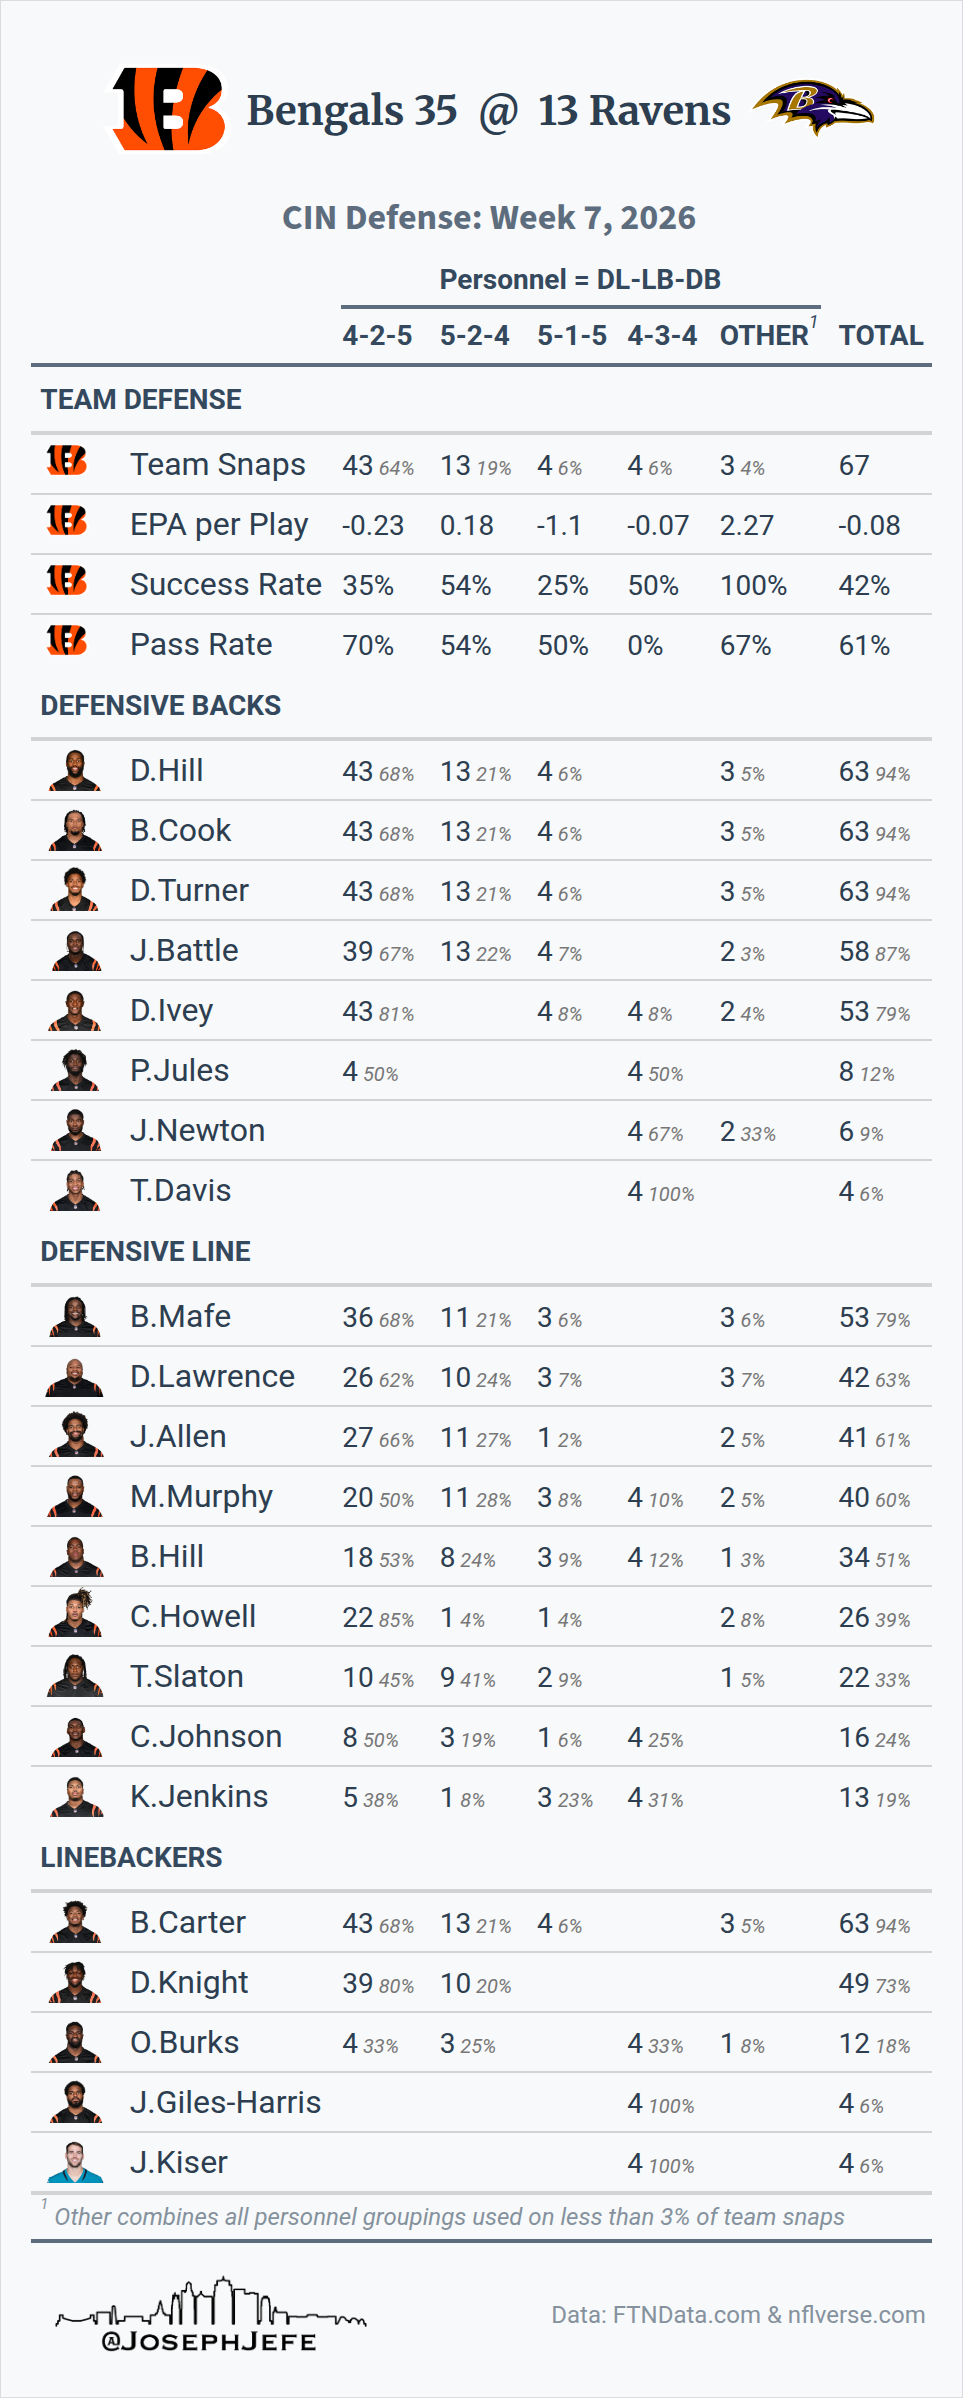 Bengals 35 @ 13 Ravens
CIN Defense: Week 7, 2026
Personnel = DL-LB-DB
4-2-5 5-2-4 5-1-5 4-3-4 OTHER1 TOTAL
TEAM DEFENSE
Team Snaps 43 64% 13 19% 4 6% 4 6% 3 4% 67
EPA per Play -0.23 0.18 -1.1 -0.07 2.27 -0.08
Success Rate 35% 54% 25% 50% 100% 42%
Pass Rate 70% 54% 50% 0% 67% 61%
DEFENSIVE BACKS
D.Hill 43 68% 13 21% 4 6% 3 5% 63 94%
B.Cook 43 68% 13 21% 4 6% 3 5% 63 94%
D.Turner 43 68% 13 21% 4 6% 3 5% 63 94%
J.Battle 39 67% 13 22% 4 7% 2 3% 58 87%
D.Ivey 43 81% 4 8% 4 8% 2 4% 53 79%
P.Jules 4 50% 4 50% 8 12%
J.Newton 4 67% 2 33% 6 9%
T.Davis 4 100% 4 6%
DEFENSIVE LINE
B.Mafe 36 68% 11 21% 3 6% 3 6% 53 79%
D.Lawrence 26 62% 10 24% 3 7% 3 7% 42 63%
J.Allen 27 66% 11 27% 1 2% 2 5% 41 61%
M.Murphy 20 50% 11 28% 3 8% 4 10% 2 5% 40 60%
B.Hill 18 53% 8 24% 3 9% 4 12% 1 3% 34 51%
C.Howell 22 85% 1 4% 1 4% 2 8% 26 39%
T.Slaton 10 45% 9 41% 2 9% 1 5% 22 33%
C.Johnson 8 50% 3 19% 1 6% 4 25% 16 24%
K.Jenkins 5 38% 1 8% 3 23% 4 31% 13 19%
LINEBACKERS
B.Carter 43 68% 13 21% 4 6% 3 5% 63 94%
D.Knight 39 80% 10 20% 49 73%
O.Burks 4 33% 3 25% 4 33% 1 8% 12 18%
J.Giles-Harris 4 100% 4 6%
J.Kiser 4 100% 4 6%
1 Other combines all personnel groupings used on less than 3% of team snaps
@JOSEPHJEFE
Data: FTNData.com & nflverse.com